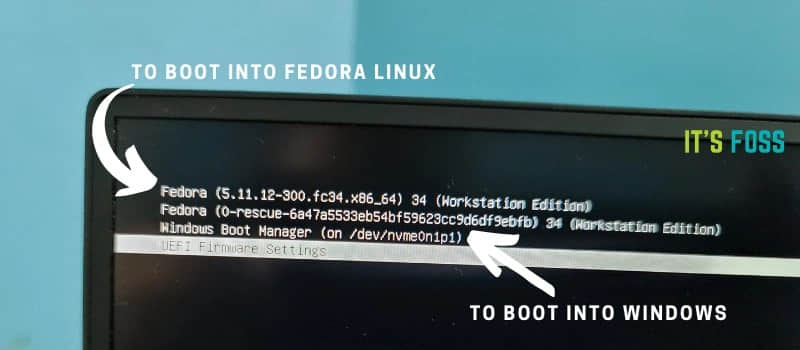 TO BOOT INTO FEDORA LINUX
IT'S FOSS
Fedora (5.11.12-300.fc34.x86_64) 34 (Workstation Edition)
Fedora (0-rescue-6a47a5533eb54bf59623cc9d6df9ebfb) 34 (Workstation Edition)
Windows Boot Manager (on /dev/nvme0n1p1)
UEFI Firmware Settings
TO BOOT INTO WINDOWS